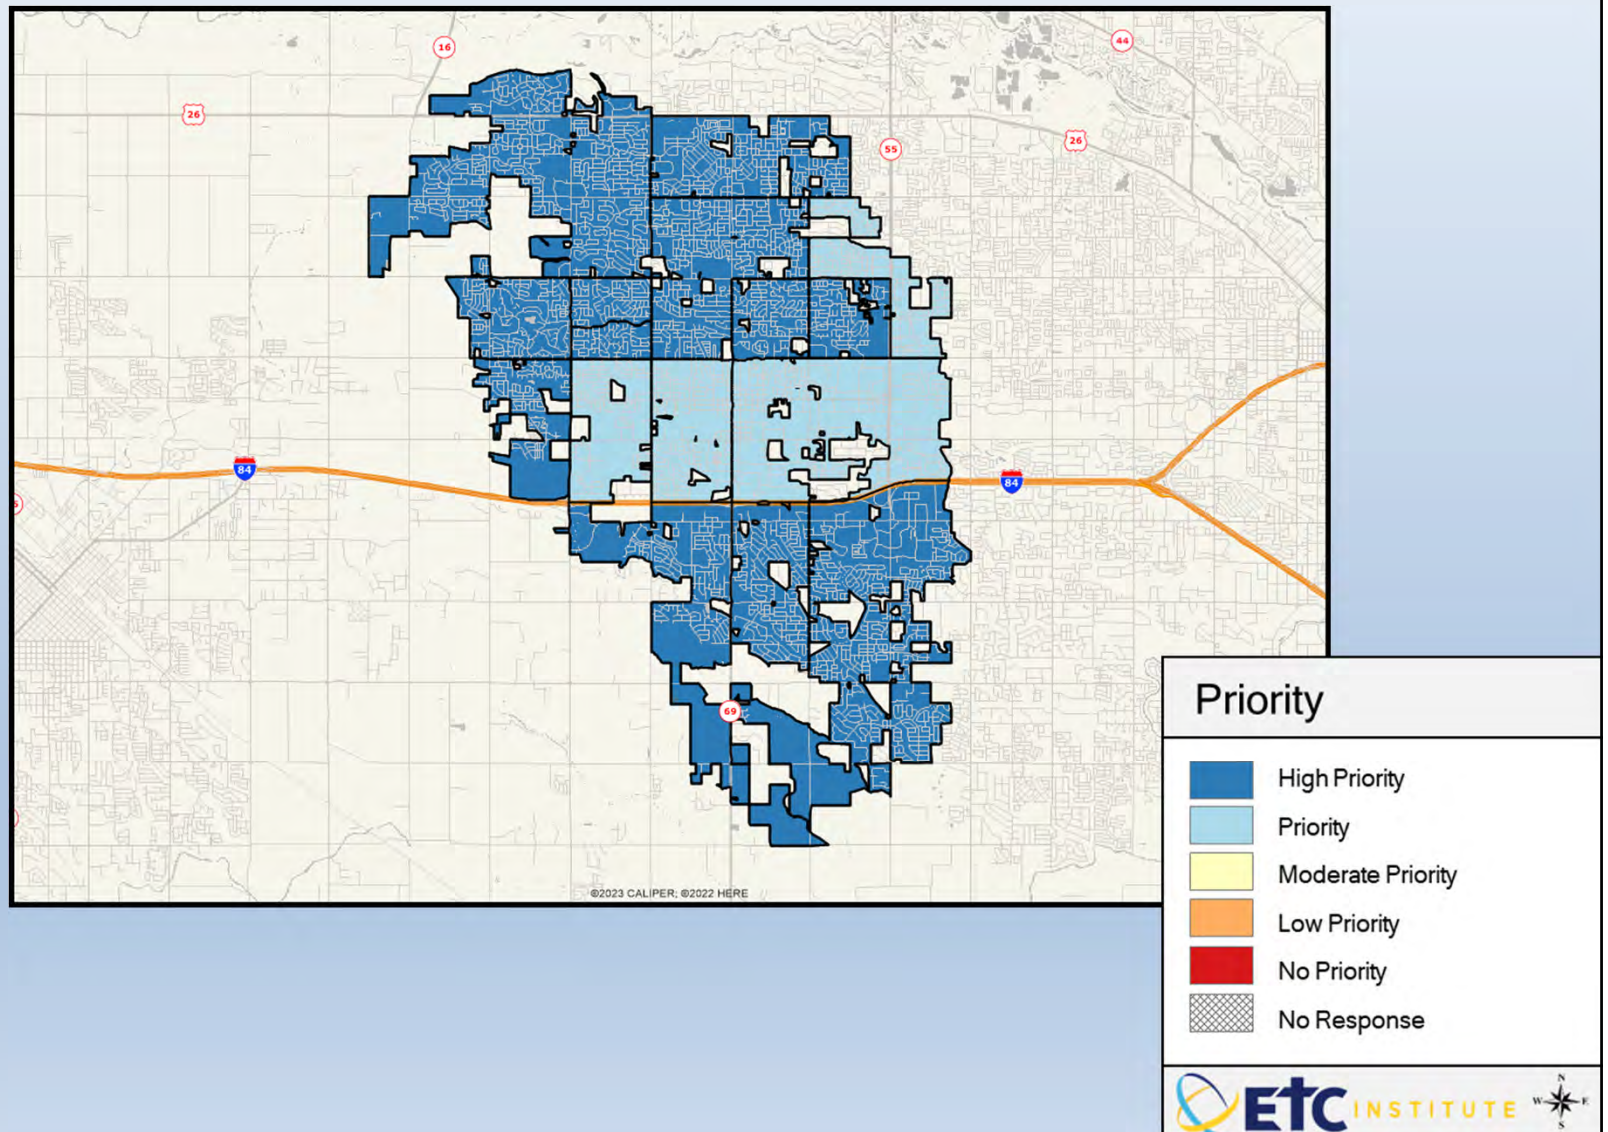 16
44
26
55
26
84
84
69
©2023 CALIPER; ©2022 HERE
Priority
High Priority
Priority
Moderate Priority
Low Priority
No Priority
No Response
ETC INSTITUTE
N
W E
S